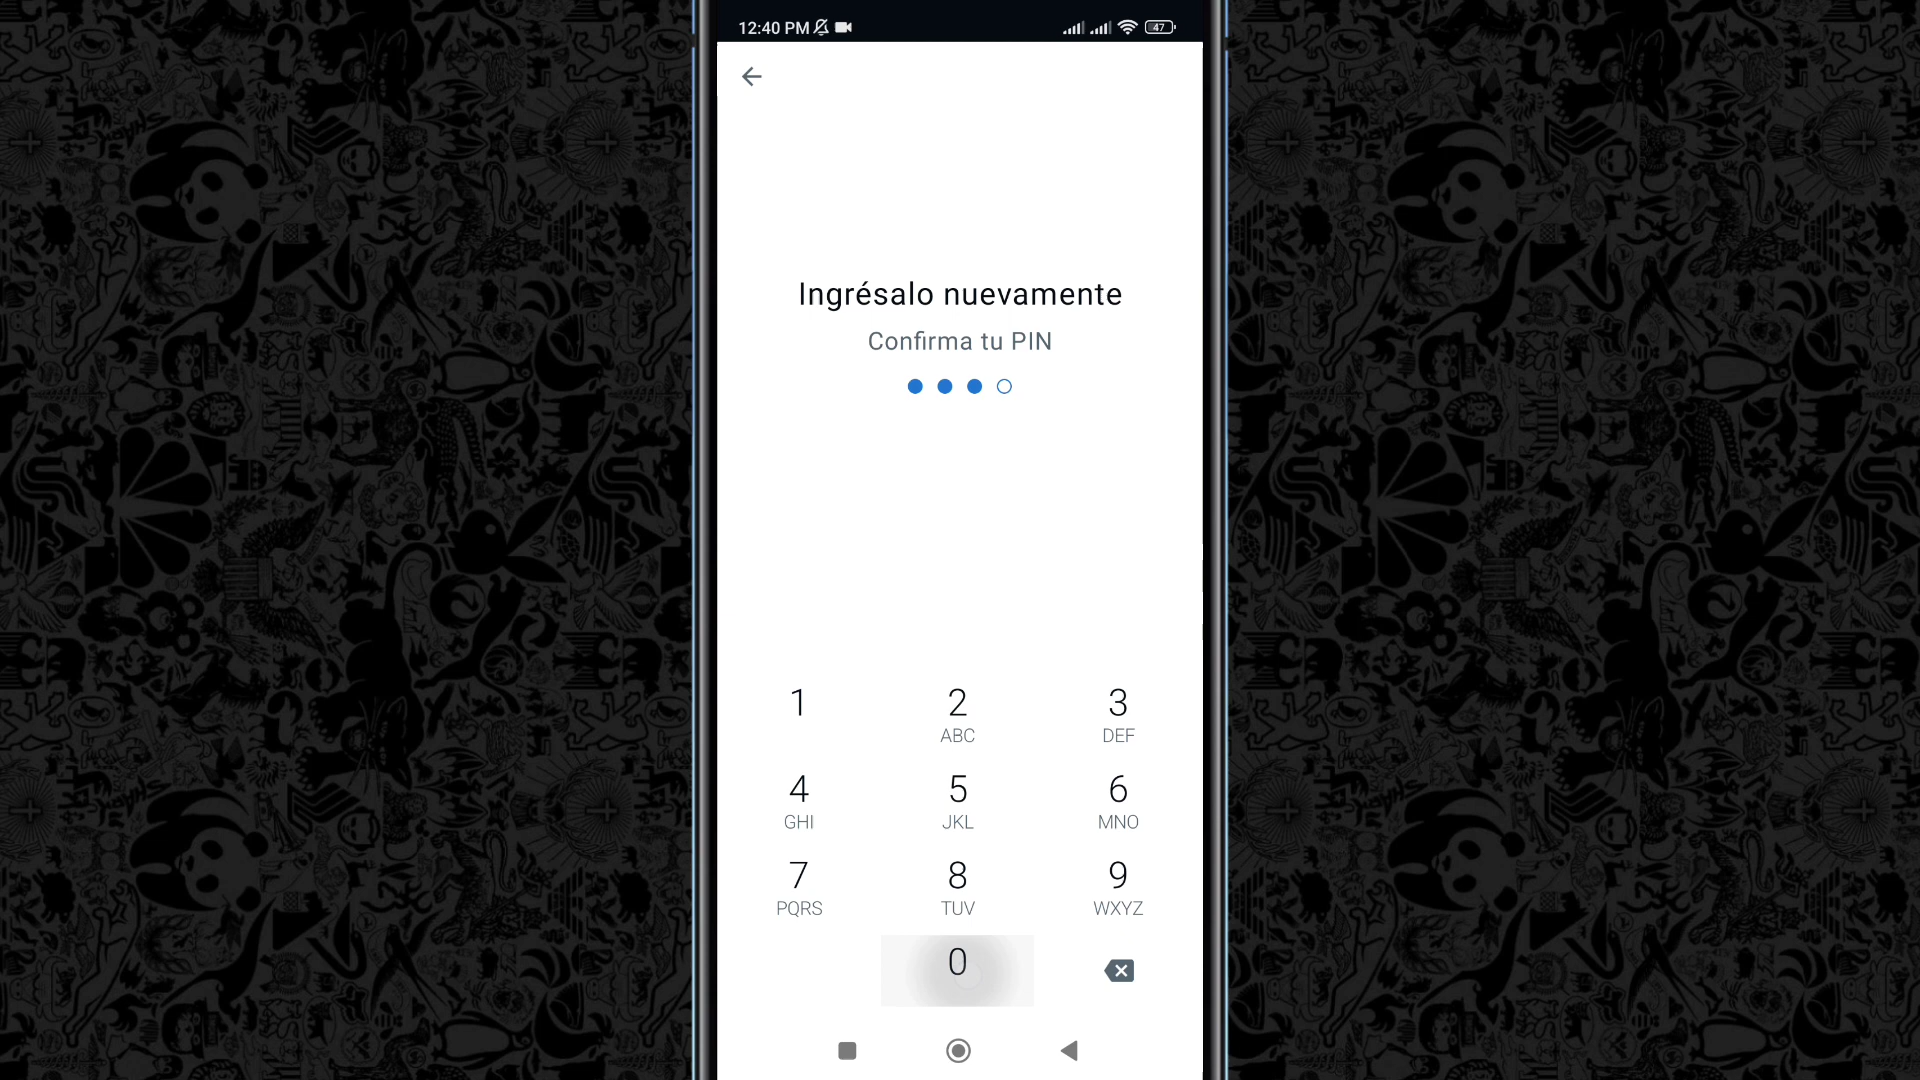 12:40 PM 47
Ingrésalo nuevamente
Confirma tu PIN
1 2 3
ABC DEF
4 5 6
GHI JKL MNO
7 8 9
PQRS TUV WXYZ
0